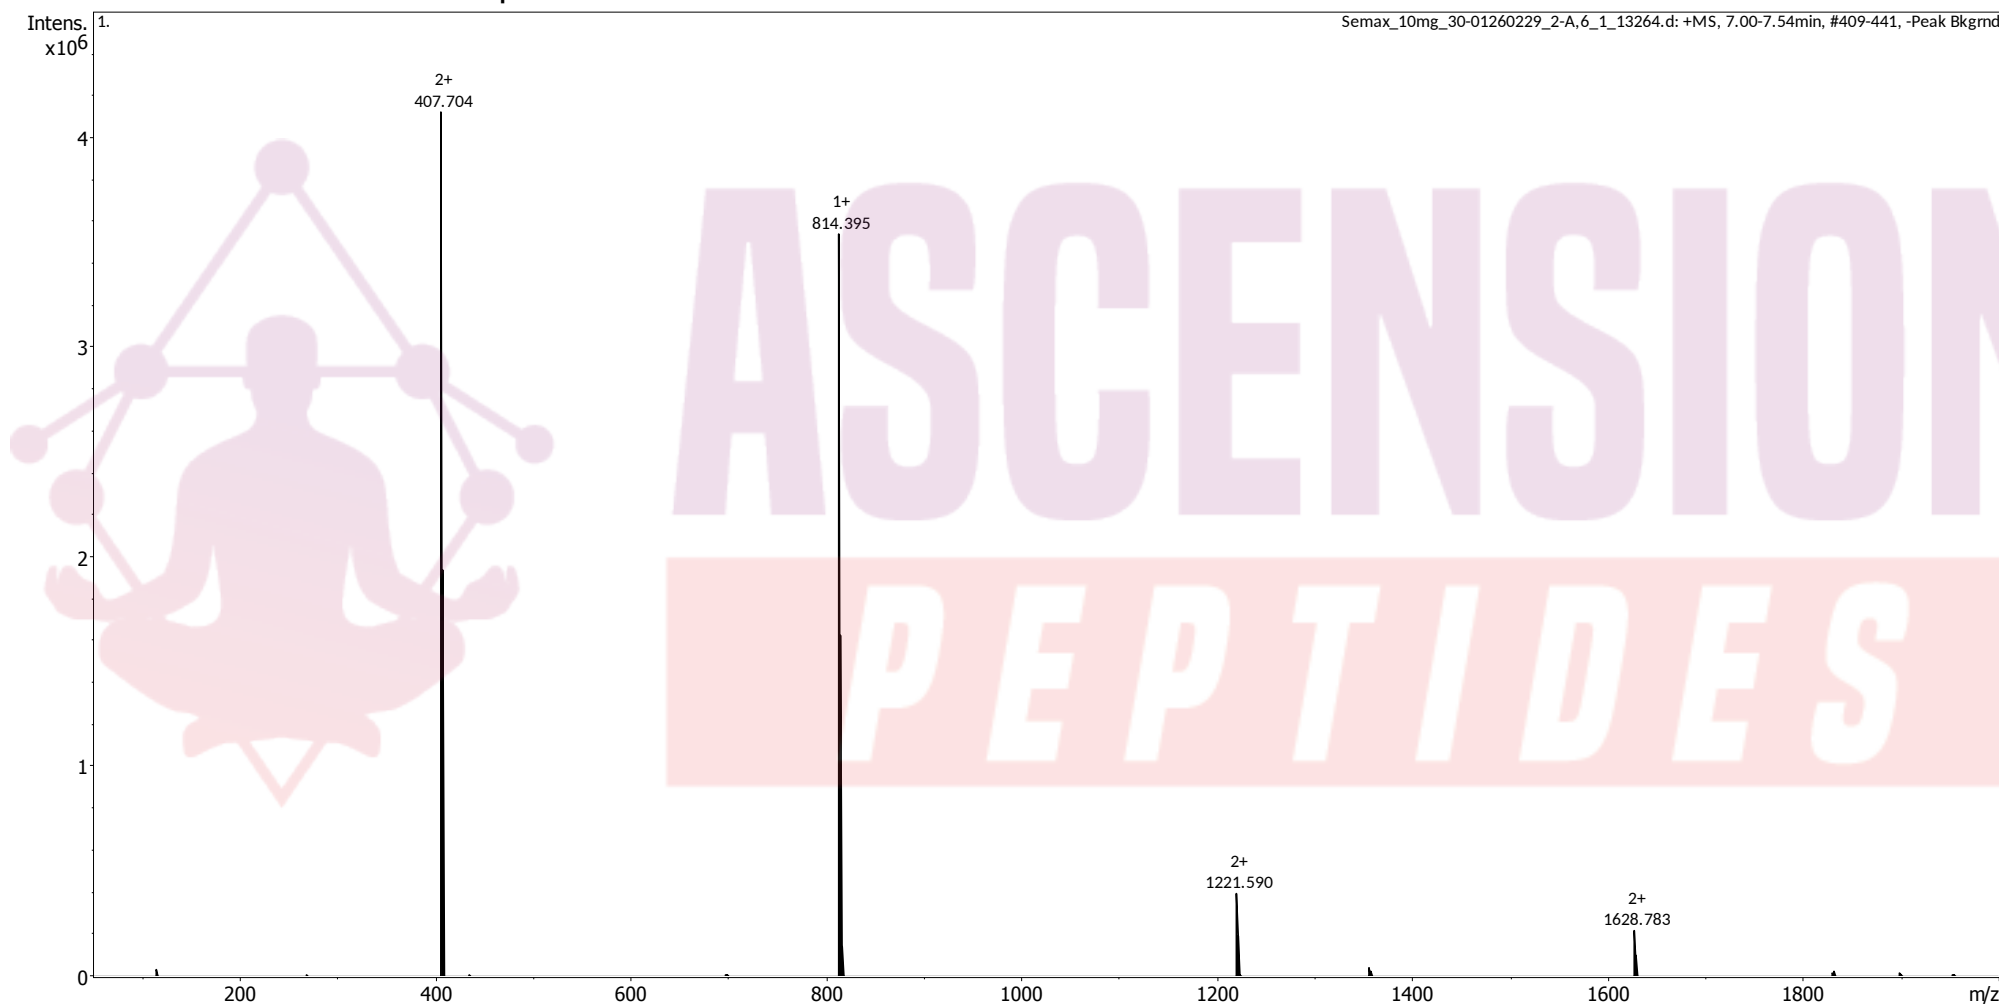 Intens.
x10⁶
1.
Semax_10mg_30-01260229_2-A,6_1_13264.d: +MS, 7.00-7.54min, #409-441, -Peak Bkgrnd
2+
407.704
4
1+
814.395
ASCENSION
3
2
PEPTIDES
1
2+
1221.590
2+
1628.783
0
200 400 600 800 1000 1200 1400 1600 1800 m/z